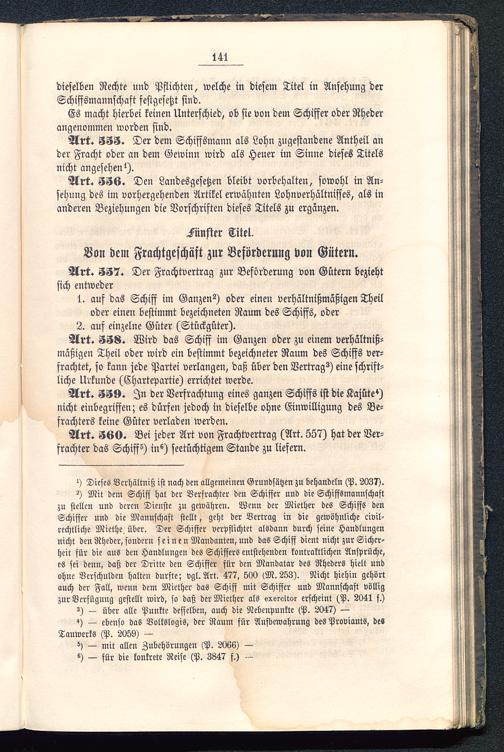 141
dieselben Rechte und Pflichten, welche in diesem Titel in Ansehung der
Schiffsmannschaft festgesetzt sind.
Es macht hierbei keinen Unterschied, ob sie von dem Schiffer oder Rheder
angenommen worden sind.
Art. 555. Der dem Schiffsmann als Lohn zugestandene Antheil an
der Fracht oder an dem Gewinn wird als Heuer im Sinne dieses Titels
nicht angesehen¹).
Art. 556. Den Landesgesetzen bleibt vorbehalten, sowohl in An-
sehung des im vorhergehenden Artikel erwähnten Lohnverhältnisses, als in
anderen Beziehungen die Vorschriften dieses Titels zu ergänzen.
Fünfter Titel.
Von dem Frachtgeschäft zur Beförderung von Gütern.
Art. 557. Der Frachtvertrag zur Beförderung von Gütern bezieht
sich entweder
1. auf das Schiff im Ganzen²) oder einen verhältnißmäßigen Theil
oder einen bestimmt bezeichneten Raum des Schiffs, oder
2. auf einzelne Güter (Stückgüter).
Art. 558. Wird das Schiff im Ganzen oder zu einem verhältniß-
mäßigen Theil oder wird ein bestimmt bezeichneter Raum des Schiffs ver-
frachtet, so kann jede Partei verlangen, daß über den Vertrag³) eine schrift-
liche Urkunde (Chartepartie) errichtet werde.
Art. 559. In der Verfrachtung eines ganzen Schiffs ist die Kajüte⁴)
nicht einbegriffen; es dürfen jedoch in dieselbe ohne Einwilligung des Be-
frachters keine Güter verladen werden.
Art. 560. Bei jeder Art von Frachtvertrag (Art. 557) hat der Ver-
frachter das Schiff⁵) in⁶) seetüchtigem Stande zu liefern.
¹) Dieses Verhältniß ist nach den allgemeinen Grundsätzen zu behandeln (P. 2037).
²) Mit dem Schiff hat der Verfrachter den Schiffer und die Schiffsmannschaft
zu stellen und deren Dienste zu gewähren. Wenn der Miether des Schiffs den
Schiffer und die Mannschaft stellt, geht der Vertrag in die gewöhnliche civil-
rechtliche Miethe über. Der Schiffer verpflichtet alsdann durch seine Handlungen
nicht den Rheder, sondern seinen Mandanten, und das Schiff dient nicht zur Sicher-
heit für die aus den Handlungen des Schiffers entstehenden kontraktlichen Ansprüche,
es sei denn, daß der Dritte den Schiffer für den Mandatar des Rheders hielt und
ohne Verschulden halten durfte; vgl. Art. 477, 500 (M. 253). Nicht hiehin gehört
auch der Fall, wenn dem Miether das Schiff mit Schiffer und Mannschaft völlig
zur Verfügung gestellt wird, so daß der Miether als exercitor erscheint (P. 2041 f.)
³) — über alle Punkte desselben, auch die Nebenpunkte (P. 2047) —
⁴) — ebenso das Volkslogis, der Raum für Aufbewahrung des Proviants, des
Tauwerks (P. 2059) —
⁵) — mit allen Zubehörungen (P. 2066) —
⁶) — für die konkrete Reise (P. 3847 f.) —